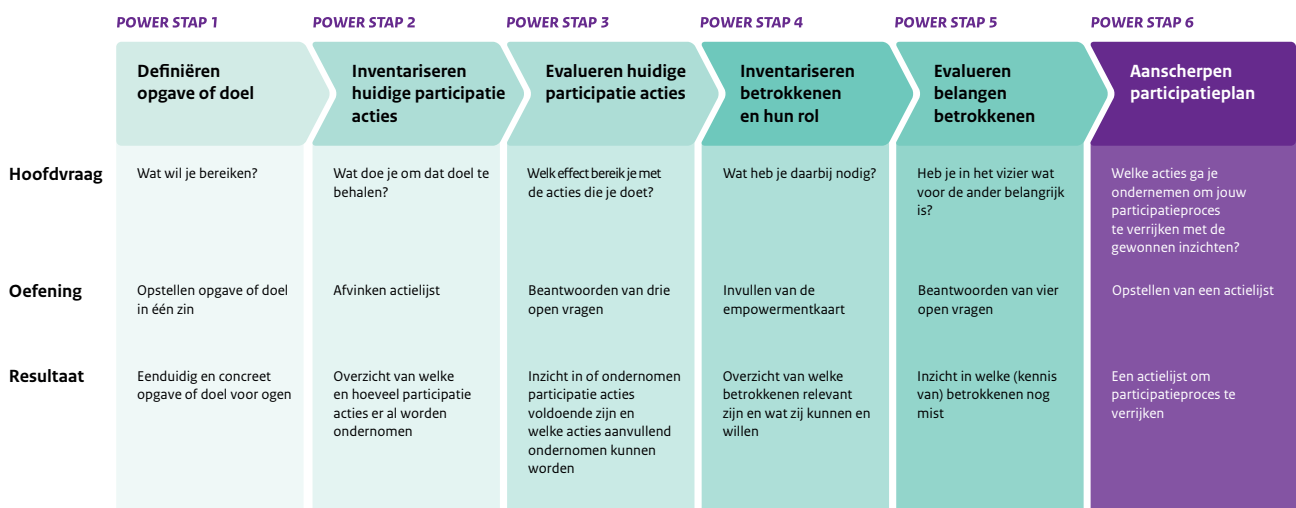 POWER STAP 1
POWER STAP 2
POWER STAP 3
POWER STAP 4
POWER STAP 5
POWER STAP 6
Definiëren
opgave of doel
Inventariseren
huidige participatie
acties
Evalueren huidige
participatie acties
Inventariseren
betrokkenen
en hun rol
Evalueren
belangen
betrokkenen
Aanscherpen
participatieplan
Hoofdvraag
Wat wil je bereiken?
Wat doe je om dat doel te
behalen?
Welk effect bereik je met
de acties die je doet?
Wat heb je daarbij nodig?
Heb je in het vizier wat
voor de ander belangrijk
is?
Welke acties ga je
ondernemen om jouw
participatieproces
te verrijken met de
gewonnen inzichten?
Oefening
Opstellen opgave of doel
in één zin
Afvinken actielijst
Beantwoorden van drie
open vragen
Invullen van de
empowermentkaart
Beantwoorden van vier
open vragen
Opstellen van een actielijst
Resultaat
Eenduidig en concreet
opgave of doel voor ogen
Overzicht van welke
en hoeveel participatie
acties er al worden
ondernomen
Inzicht in of ondernomen
participatie acties
voldoende zijn en
welke acties aanvullend
ondernomen kunnen
worden
Overzicht van welke
betrokkenen relevant
zijn en wat zij kunnen en
willen
Inzicht in welke (kennis
van) betrokkenen nog
mist
Een actielijst om
participatieproces te
verrijken